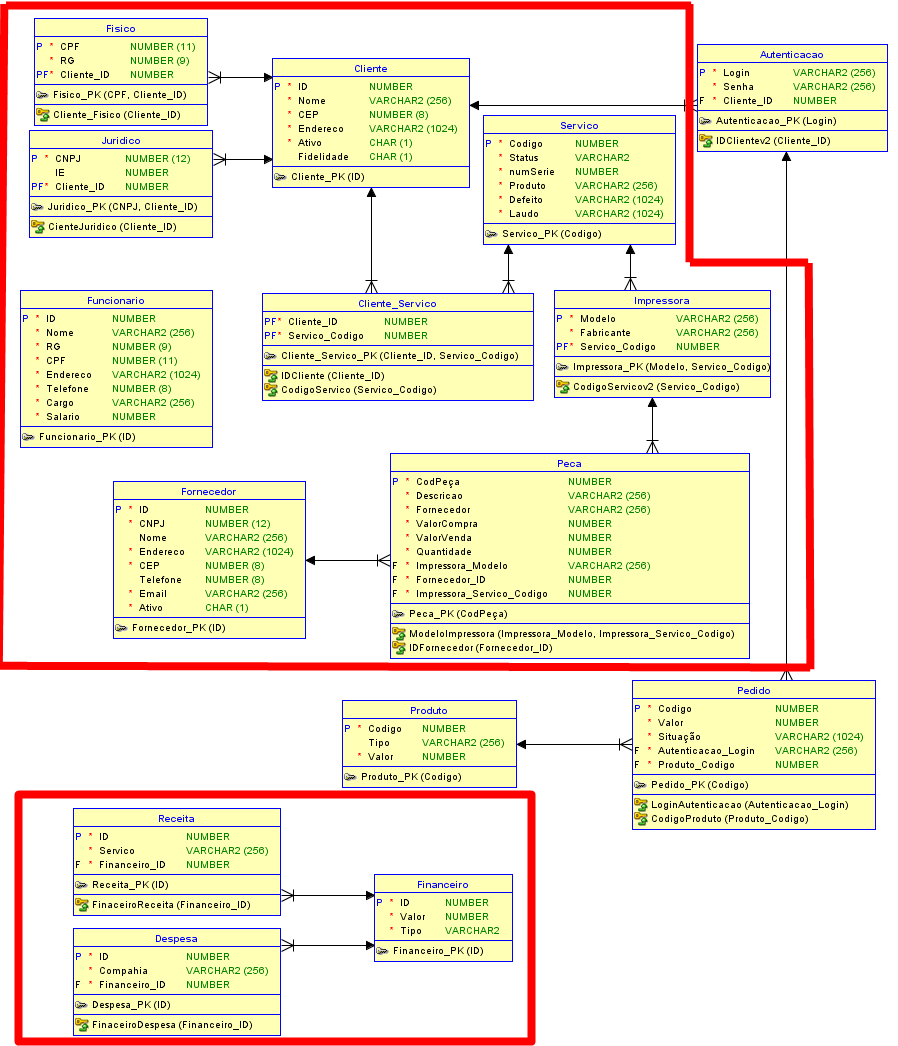 Fisico
P * CPF NUMBER (11)
* RG NUMBER (9)
PF* Cliente_ID NUMBER
Fisico_PK (CPF, Cliente_ID)
Cliente_Fisico (Cliente_ID)
Juridico
P * CNPJ NUMBER (12)
IE NUMBER
PF* Cliente_ID NUMBER
Juridico_PK (CNPJ, Cliente_ID)
CienteJuridico (Cliente_ID)
Cliente
P * ID NUMBER
* Nome VARCHAR2 (256)
* CEP NUMBER (8)
* Endereco VARCHAR2 (1024)
* Ativo CHAR (1)
Fidelidade CHAR (1)
Cliente_PK (ID)
Autenticacao
P * Login VARCHAR2 (256)
* Senha VARCHAR2 (256)
F * Cliente_ID NUMBER
Autenticacao_PK (Login)
IDClientev2 (Cliente_ID)
Servico
P * Codigo NUMBER
* Status VARCHAR2
* numSerie NUMBER
* Produto VARCHAR2 (256)
* Defeito VARCHAR2 (1024)
* Laudo VARCHAR2 (1024)
Servico_PK (Codigo)
Funcionario
P * ID NUMBER
* Nome VARCHAR2 (256)
* RG NUMBER (9)
* CPF NUMBER (11)
* Endereco VARCHAR2 (1024)
* Telefone NUMBER (8)
* Cargo VARCHAR2 (256)
* Salario NUMBER
Funcionario_PK (ID)
Cliente_Servico
PF* Cliente_ID NUMBER
PF* Servico_Codigo NUMBER
Cliente_Servico_PK (Cliente_ID, Servico_Codigo)
IDCliente (Cliente_ID)
CodigoServico (Servico_Codigo)
Impressora
P * Modelo VARCHAR2 (256)
* Fabricante VARCHAR2 (256)
PF* Servico_Codigo NUMBER
Impressora_PK (Modelo, Servico_Codigo)
CodigoServicov2 (Servico_Codigo)
Fornecedor
P * ID NUMBER
* CNPJ NUMBER (12)
Nome VARCHAR2 (256)
* Endereco VARCHAR2 (1024)
* CEP NUMBER (8)
Telefone NUMBER (8)
* Email VARCHAR2 (256)
* Ativo CHAR (1)
Fornecedor_PK (ID)
Peca
P * CodPeça NUMBER
* Descricao VARCHAR2 (256)
* Fornecedor VARCHAR2 (256)
* ValorCompra NUMBER
* ValorVenda NUMBER
* Quantidade NUMBER
F * Impressora_Modelo VARCHAR2 (256)
F * Fornecedor_ID NUMBER
F * Impressora_Servico_Codigo NUMBER
Peca_PK (CodPeça)
ModeloImpressora (Impressora_Modelo, Impressora_Servico_Codigo)
IDFornecedor (Fornecedor_ID)
Produto
P * Codigo NUMBER
Tipo VARCHAR2 (256)
* Valor NUMBER
Produto_PK (Codigo)
Pedido
P * Codigo NUMBER
* Valor NUMBER
* Situação VARCHAR2 (1024)
F * Autenticacao_Login VARCHAR2 (256)
F * Produto_Codigo NUMBER
Pedido_PK (Codigo)
LoginAutenticacao (Autenticacao_Login)
CodigoProduto (Produto_Codigo)
Receita
P * ID NUMBER
* Servico VARCHAR2 (256)
F * Financeiro_ID NUMBER
Receita_PK (ID)
FinaceiroReceita (Financeiro_ID)
Financeiro
P * ID NUMBER
* Valor NUMBER
* Tipo VARCHAR2
Financeiro_PK (ID)
Despesa
P * ID NUMBER
* Compahia VARCHAR2 (256)
F * Financeiro_ID NUMBER
Despesa_PK (ID)
FinaceiroDespesa (Financeiro_ID)